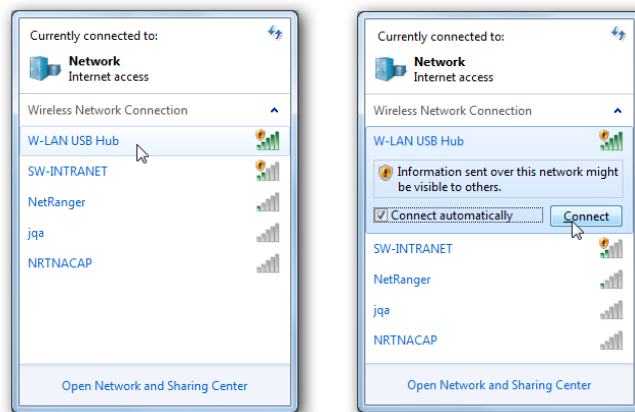 Currently connected to:
Network
Internet access
Wireless Network Connection
W-LAN USB Hub
SW-INTRANET
NetRanger
jqa
NRTNACAP
Open Network and Sharing Center
Currently connected to:
Network
Internet access
Wireless Network Connection
W-LAN USB Hub
Information sent over this network might
be visible to others.
Connect automatically
Connect
SW-INTRANET
NetRanger
jqa
NRTNACAP
Open Network and Sharing Center